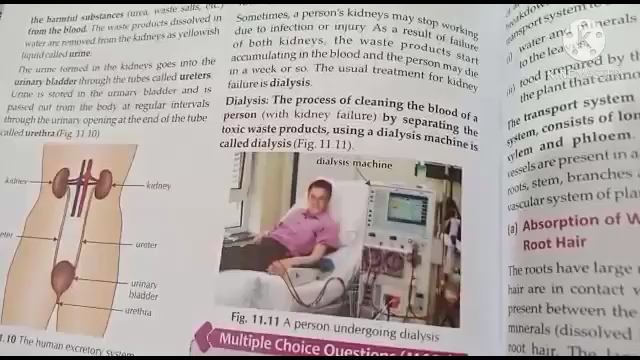 the harmful substances (urea, waste salts, etc.)
from the blood. The waste products dissolved in
water are removed from the kidneys as yellowish
liquid called urine.
The urine formed in the kidneys goes into the
urinary bladder through the tubes called ureters.
Urine is stored in the urinary bladder and is
passed out from the body at regular intervals
through the urinary opening at the end of the tube
called urethra (Fig 11.10)
kidney
kidney
ureter
urinary
bladder
urethra
The human excretory system
Sometimes, a person's kidneys may stop working
due to infection or injury. As a result of failure
of both kidneys, the waste products start
accumulating in the blood and the person may die
in a week or so. The usual treatment for kidney
failure is dialysis.
Dialysis: The process of cleaning the blood of a
person (with kidney failure) by separating the
toxic waste products, using a dialysis machine is
called dialysis (Fig. 11.11).
dialysis machine
Fig. 11.11 A person undergoing dialysis
Multiple Choice Questions
transport system
(i) water and minerals
to the
(ii) food prepared by
the plant that
The transport system
system, consists of
xylem and phloem
vessels are present in a
roots, stem, branches
vascular system of
(a) Absorption of
Root Hair
The roots have large
hair are in contact
present between the
minerals (dissolved
root hair. The
KINEMASTER